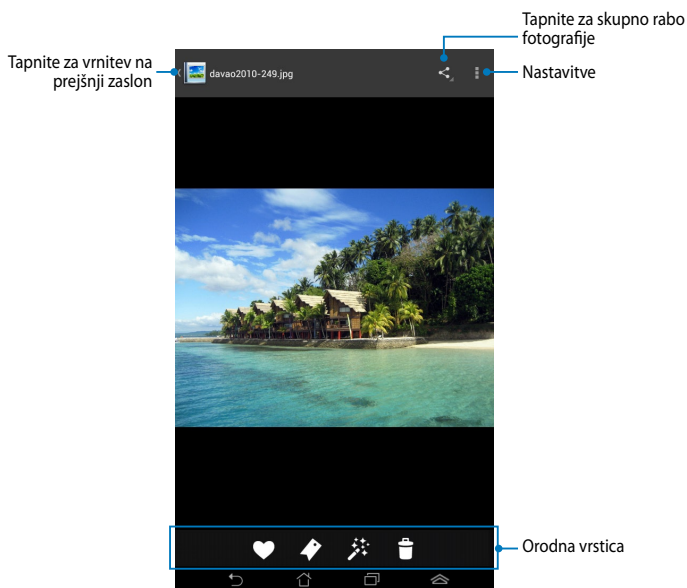 Tapnite za skupno rabo
fotografije
Tapnite za vrnitev na
prejšnji zaslon
davao2010-249.jpg
Nastavitve
Orodna vrstica